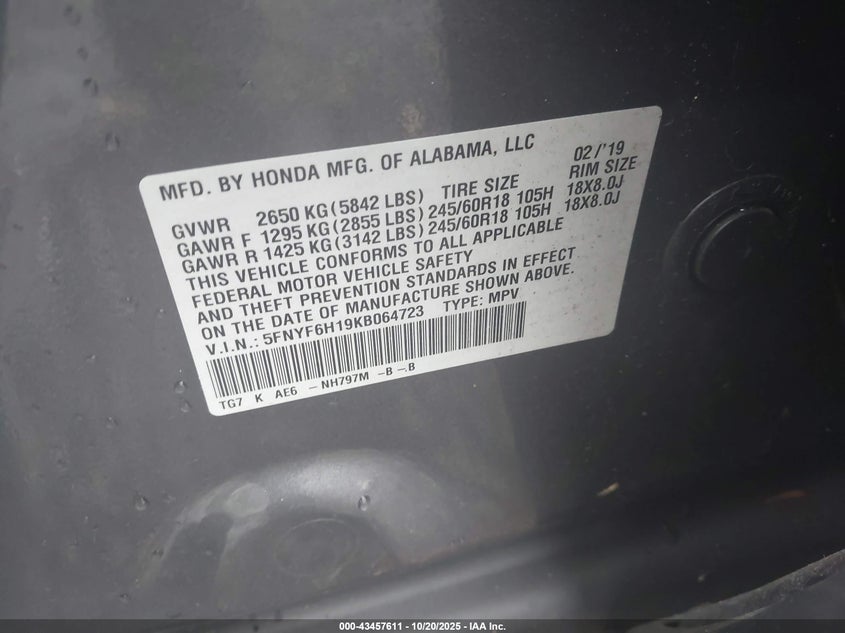 MFD. BY HONDA MFG. OF ALABAMA, LLC 02/'19
GVWR 2650 KG(5842 LBS) TIRE SIZE RIM SIZE
GAWR F 1295 KG(2855 LBS) 245/60R18 105H 18X8.0J
GAWR R 1425 KG(3142 LBS) 245/60R18 105H 18X8.0J
THIS VEHICLE CONFORMS TO ALL APPLICABLE
FEDERAL MOTOR VEHICLE SAFETY
AND THEFT PREVENTION STANDARDS IN EFFECT
ON THE DATE OF MANUFACTURE SHOWN ABOVE.
V.I.N.: 5FNYF6H19KB064723 TYPE: MPV
TG7 K AE6 -NH797M -B -.B
000-43457611 - 10/20/2025 - IAA Inc.